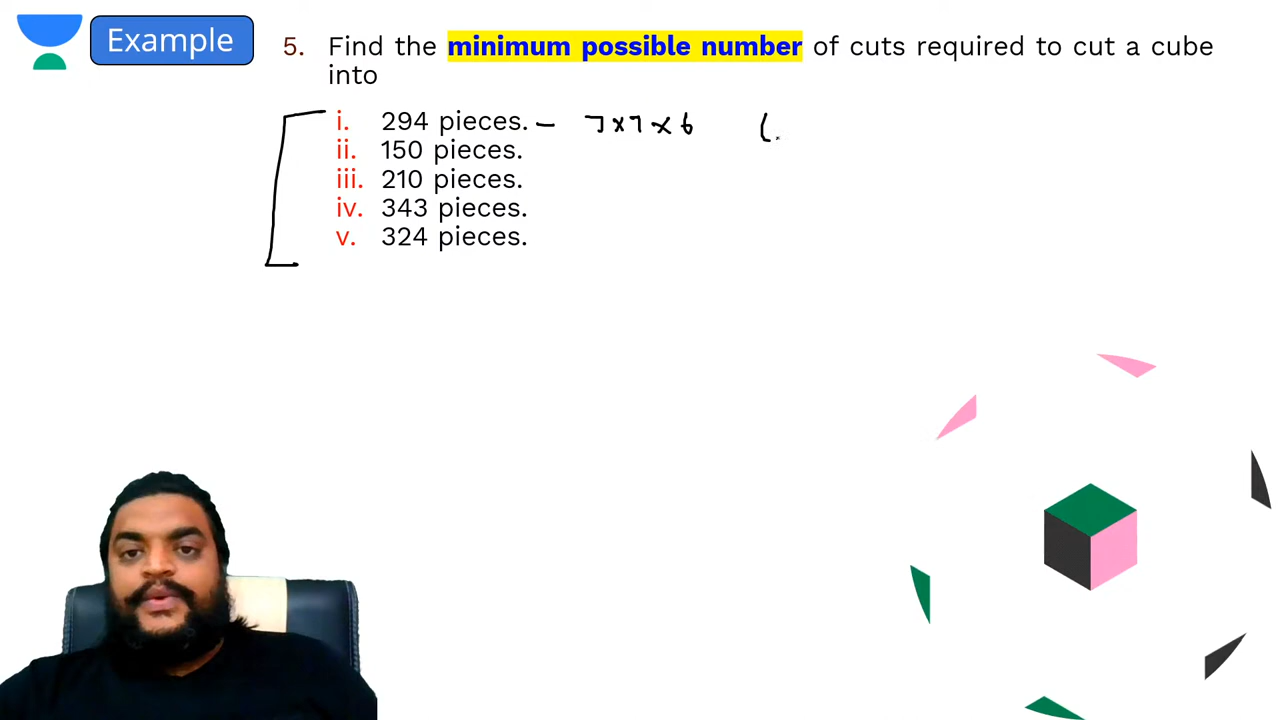 Example
5. Find the minimum possible number of cuts required to cut a cube
into
i. 294 pieces. – 7×7×6 (
ii. 150 pieces.
iii. 210 pieces.
iv. 343 pieces.
v. 324 pieces.